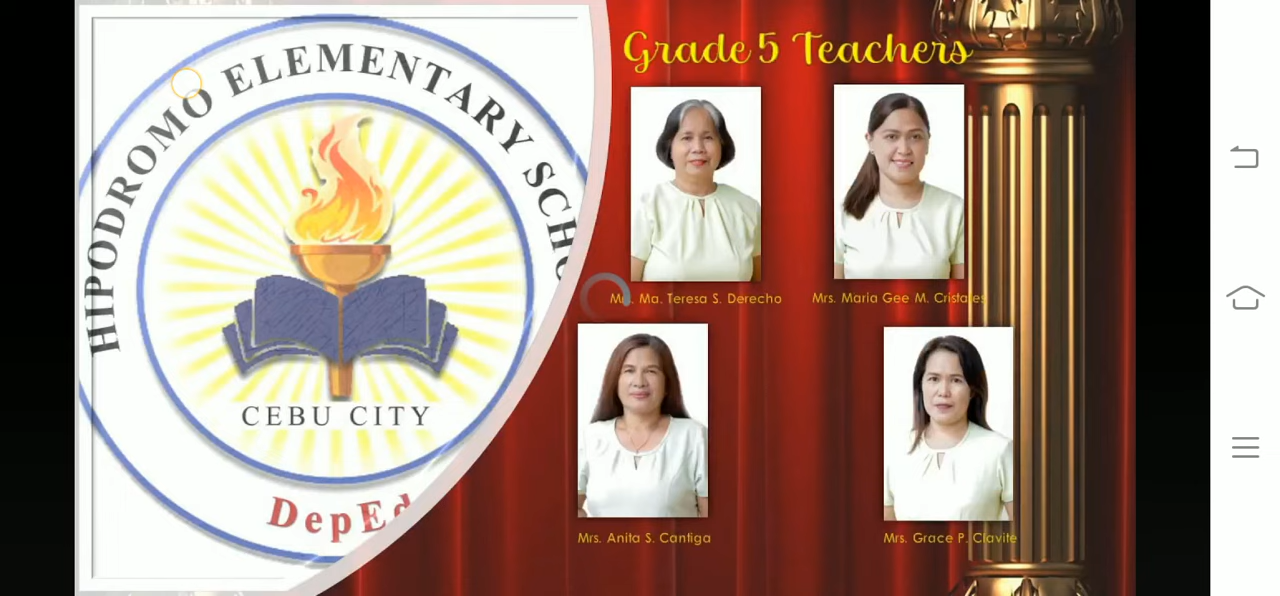 HIPODROMO ELEMENTARY SCHO
CEBU CITY
DepEd
Grade 5 Teachers
Mrs. Ma. Teresa S. Derecho
Mrs. Maria Gee M. Cristales
Mrs. Anita S. Cantiga
Mrs. Grace P. Clavite